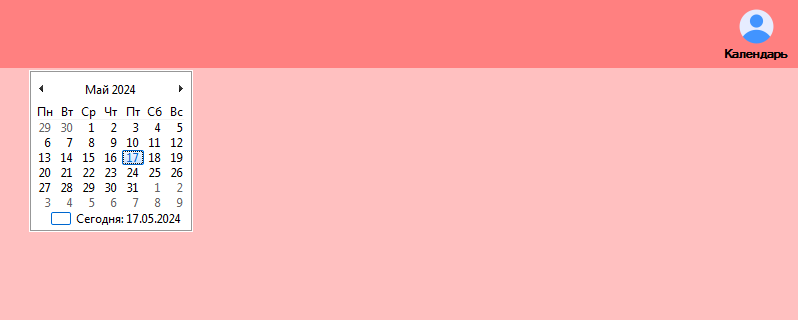 Календарь
Май 2024
Пн Вт Ср Чт Пт Сб Вс
29 30 1 2 3 4 5
6 7 8 9 10 11 12
13 14 15 16 17 18 19
20 21 22 23 24 25 26
27 28 29 30 31 1 2
3 4 5 6 7 8 9
Сегодня: 17.05.2024